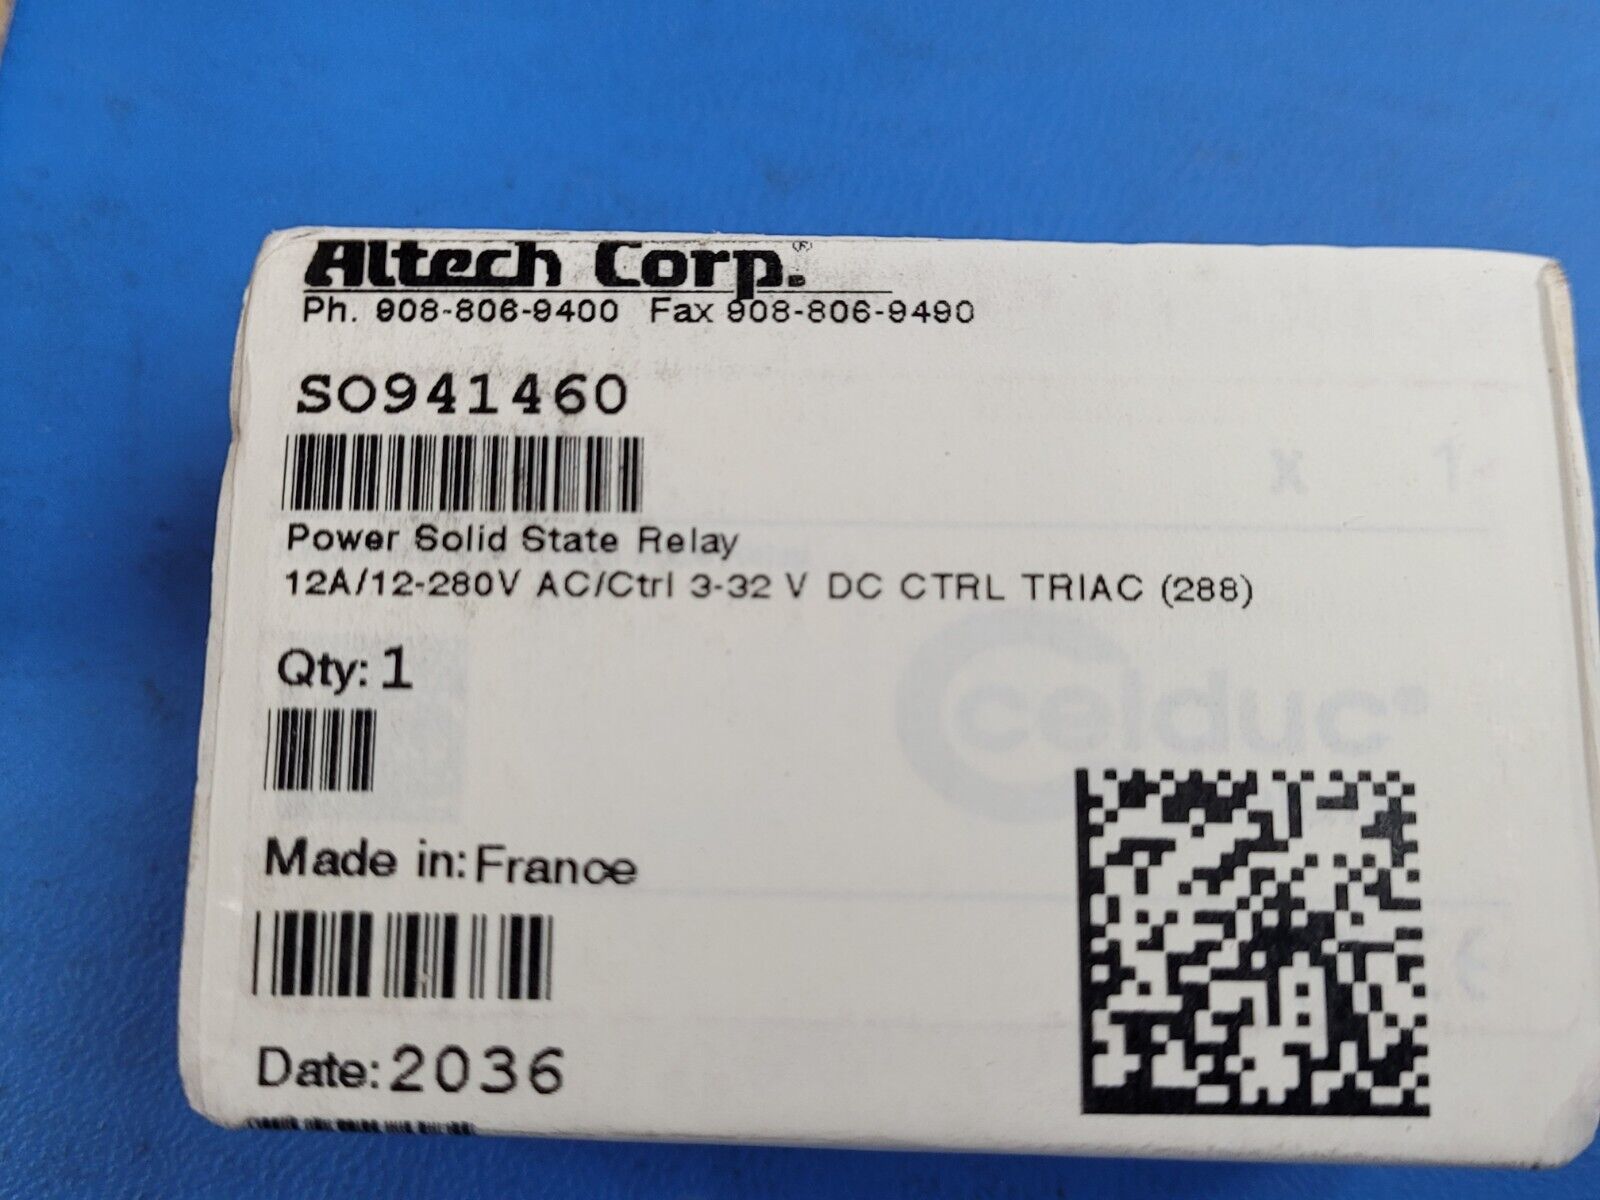 Altech Corp.®
Ph. 908-806-9400 Fax 908-806-9490
SO941460
x 1
Power Solid State Relay
12A/12-280V AC/Ctrl 3-32 V DC CTRL TRIAC (288)
Qty: 1
celduc®
Made in: France
CE
Date: 2036